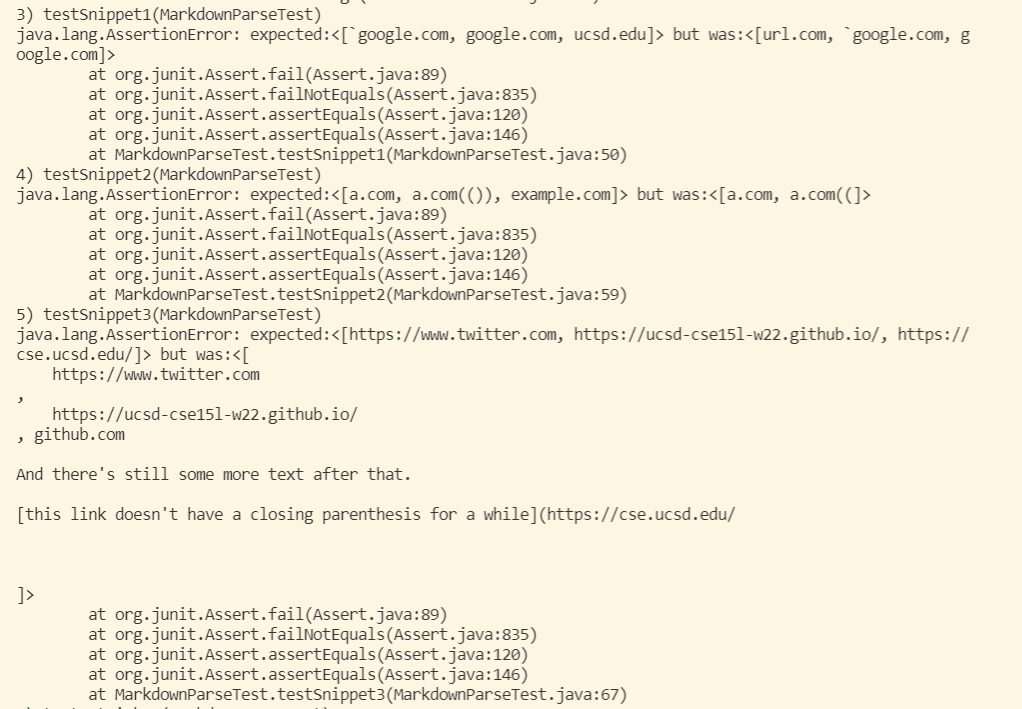 3) testSnippet1(MarkdownParseTest)
java.lang.AssertionError: expected:<[`google.com, google.com, ucsd.edu]> but was:<[url.com, `google.com, g
oogle.com]>
        at org.junit.Assert.fail(Assert.java:89)
        at org.junit.Assert.failNotEquals(Assert.java:835)
        at org.junit.Assert.assertEquals(Assert.java:120)
        at org.junit.Assert.assertEquals(Assert.java:146)
        at MarkdownParseTest.testSnippet1(MarkdownParseTest.java:50)
4) testSnippet2(MarkdownParseTest)
java.lang.AssertionError: expected:<[a.com, a.com(()), example.com]> but was:<[a.com, a.com((]>
        at org.junit.Assert.fail(Assert.java:89)
        at org.junit.Assert.failNotEquals(Assert.java:835)
        at org.junit.Assert.assertEquals(Assert.java:120)
        at org.junit.Assert.assertEquals(Assert.java:146)
        at MarkdownParseTest.testSnippet2(MarkdownParseTest.java:59)
5) testSnippet3(MarkdownParseTest)
java.lang.AssertionError: expected:<[https://www.twitter.com, https://ucsd-cse15l-w22.github.io/, https://
cse.ucsd.edu/]> but was:<[
    https://www.twitter.com
,
    https://ucsd-cse15l-w22.github.io/
, github.com

And there's still some more text after that.

[this link doesn't have a closing parenthesis for a while](https://cse.ucsd.edu/



]>
        at org.junit.Assert.fail(Assert.java:89)
        at org.junit.Assert.failNotEquals(Assert.java:835)
        at org.junit.Assert.assertEquals(Assert.java:120)
        at org.junit.Assert.assertEquals(Assert.java:146)
        at MarkdownParseTest.testSnippet3(MarkdownParseTest.java:67)